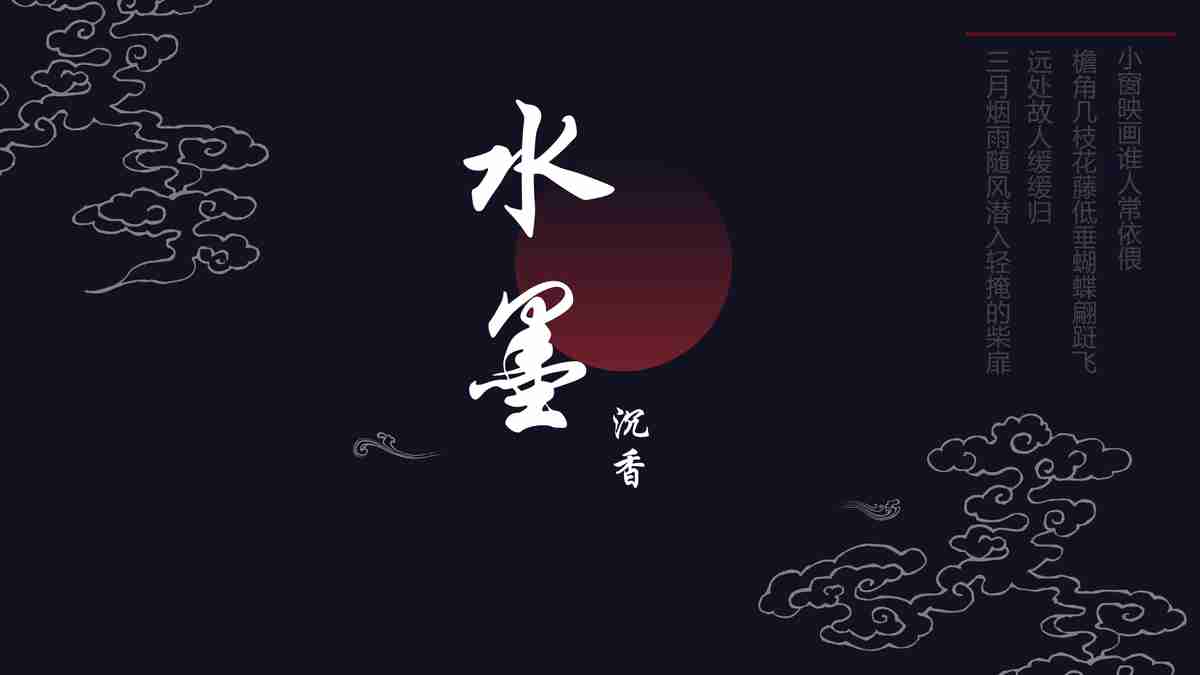 水墨
沉香
小窗映画谁人常依偎
檐角几枝花藤低垂蝴蝶翩跹飞
远处故人缓缓归
三月烟雨随风潜入轻掩的柴扉